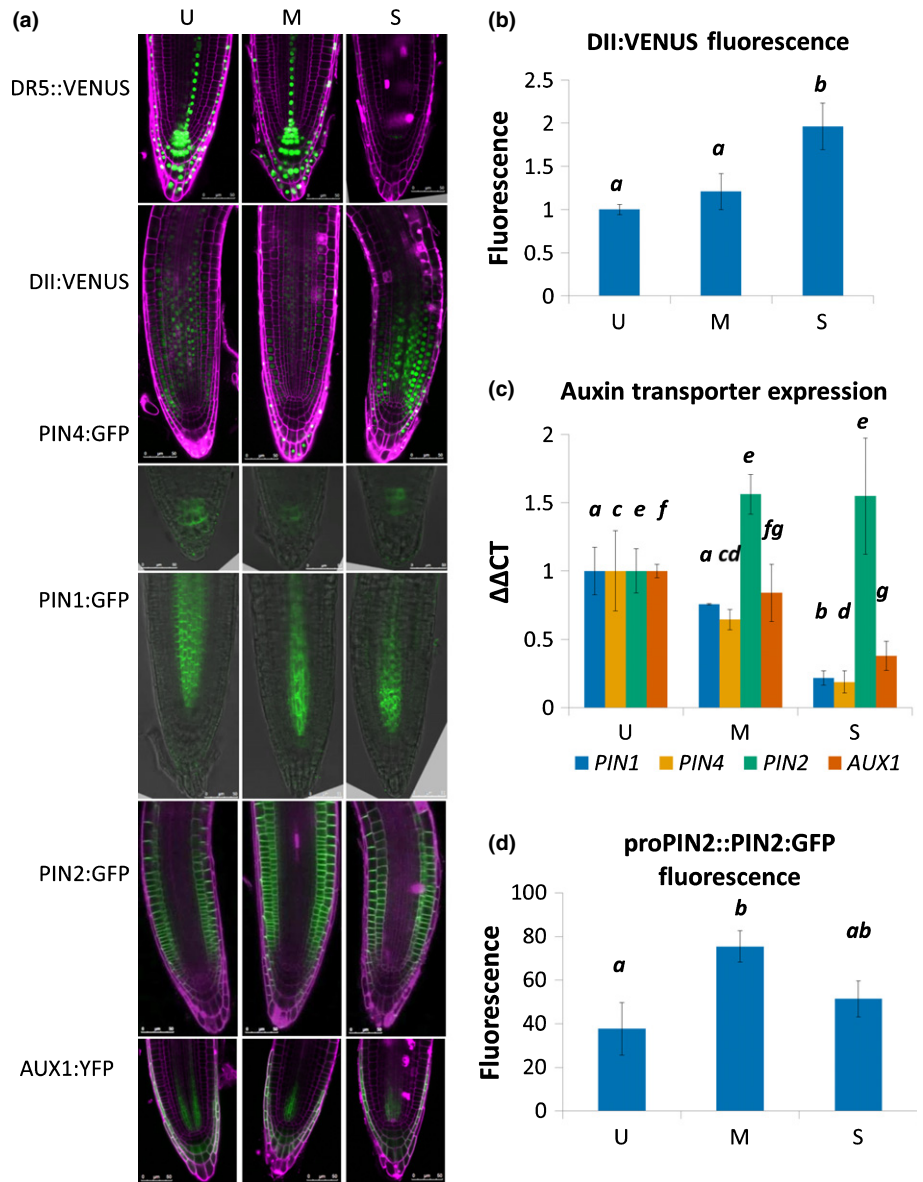 (a)
U M S
DR5::VENUS
DII:VENUS
PIN4:GFP
PIN1:GFP
PIN2:GFP
AUX1:YFP
(b)
DII:VENUS fluorescence
Fluorescence
2.5
2
1.5
1
0.5
0
a
a
b
U M S
(c)
Auxin transporter expression
ΔΔCT
2
1.5
1
0.5
0
a c e f
a cd e fg
b d e g
U M S
PIN1 PIN4 PIN2 AUX1
(d)
proPIN2::PIN2:GFP
fluorescence
Fluorescence
100
80
60
40
20
0
a
b
ab
U M S